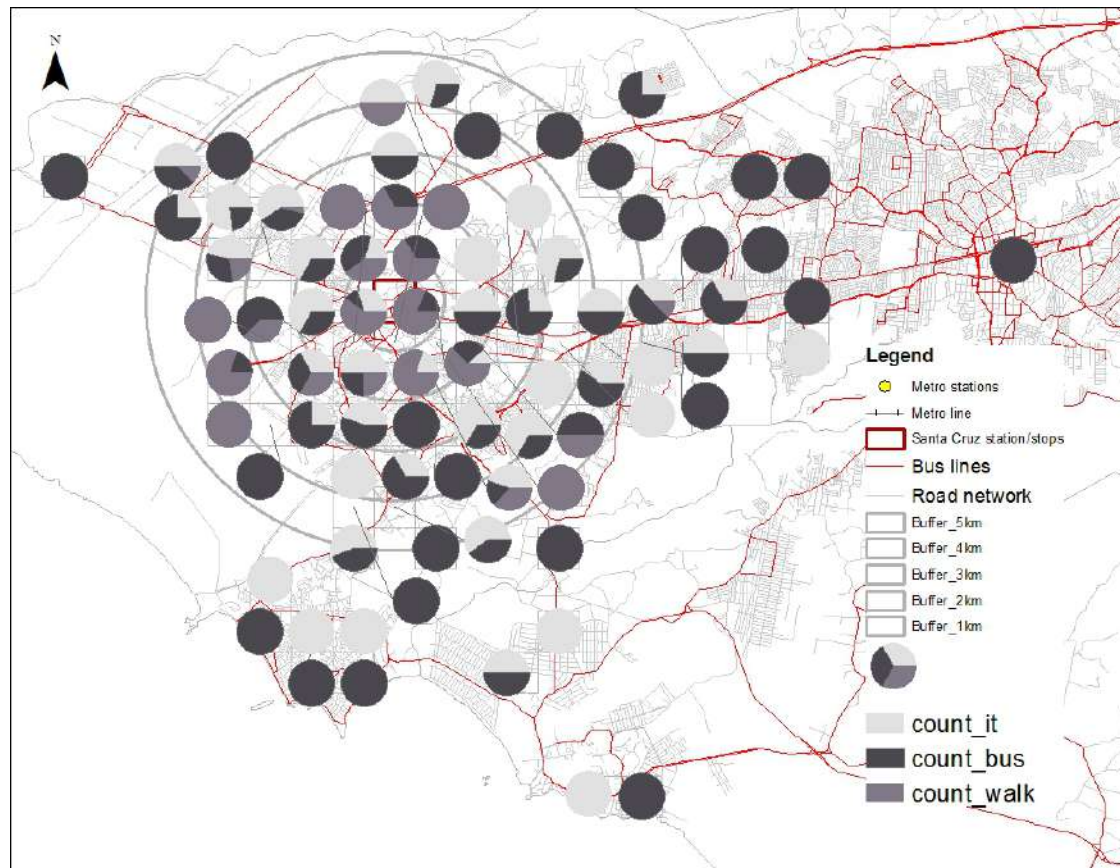 N
Legend
Metro stations
Metro line
Santa Cruz station/stops
Bus lines
Road network
Buffer_5km
Buffer_4km
Buffer_3km
Buffer_2km
Buffer_1km
count_it
count_bus
count_walk